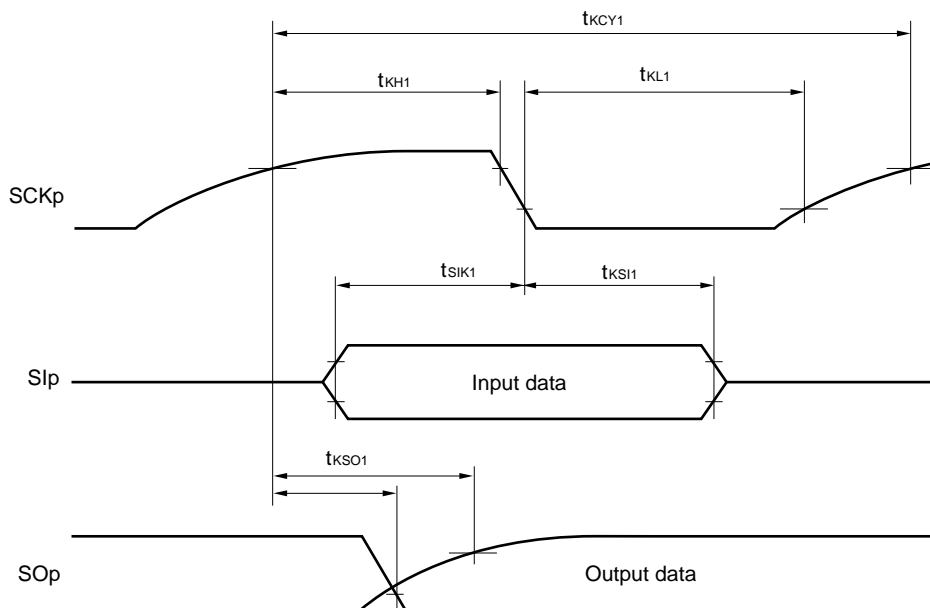 tKCY1
tKH1
tKL1
SCKp
tSIK1
tKSI1
SIp
Input data
tKSO1
SOp
Output data